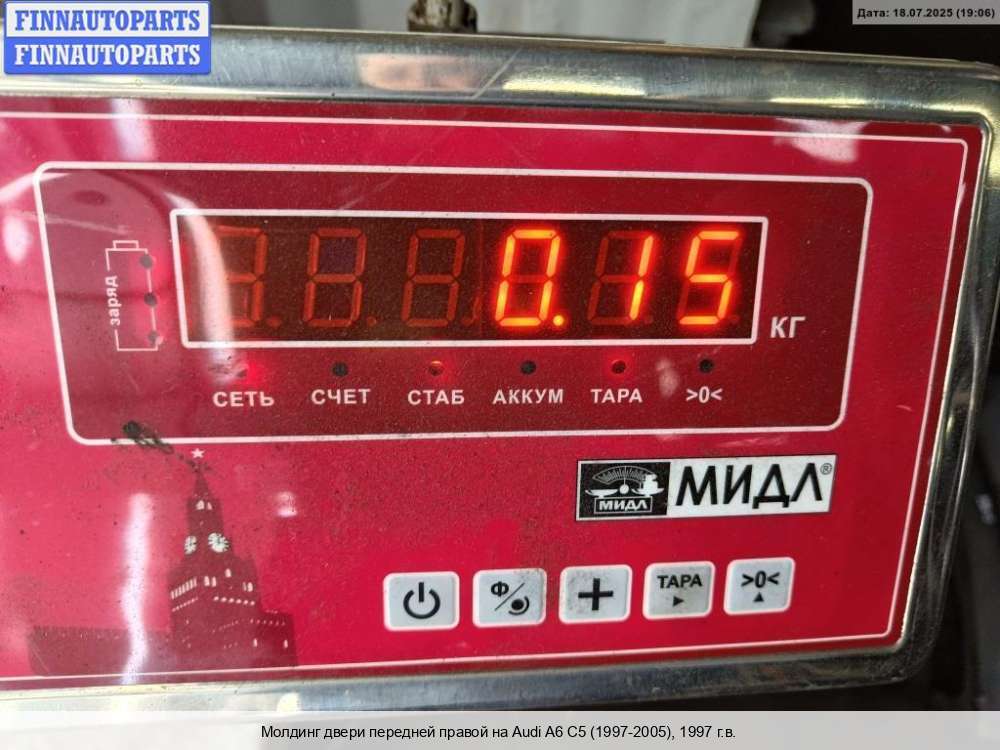 FINNAUTOPARTS
FINNAUTOPARTS
Дата: 18.07.2025 (19:06)
заряд
0.15
КГ
СЕТЬ СЧЕТ СТАБ АККУМ ТАРА >0<
МИДЛ МИДЛ®
Ф ТАРА >0<
Молдинг двери передней правой на Audi A6 C5 (1997-2005), 1997 г.в.